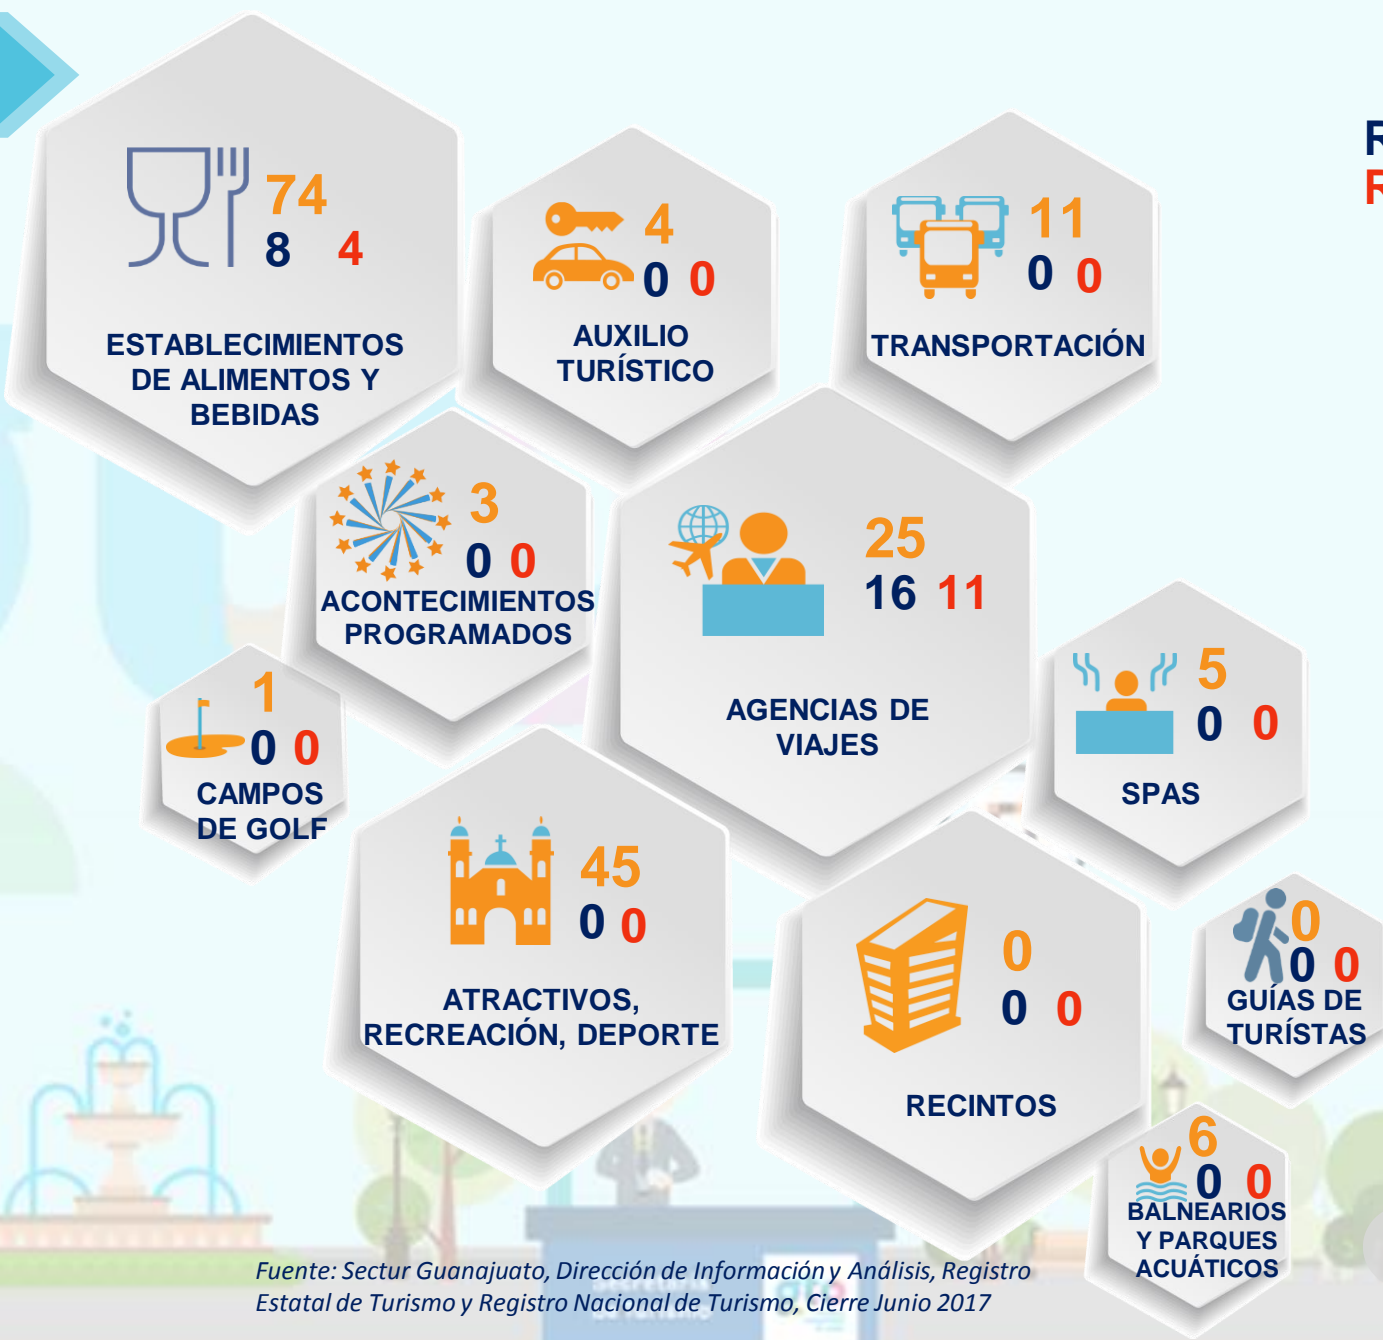 R
R
74
8 4
ESTABLECIMIENTOS
DE ALIMENTOS Y
BEBIDAS
4
0 0
AUXILIO
TURÍSTICO
11
0 0
TRANSPORTACIÓN
3
0 0
ACONTECIMIENTOS
PROGRAMADOS
25
16 11
AGENCIAS DE
VIAJES
1
0 0
CAMPOS
DE GOLF
5
0 0
SPAS
45
0 0
ATRACTIVOS,
RECREACIÓN, DEPORTE
0
0 0
RECINTOS
0
0 0
GUÍAS DE
TURÍSTAS
6
0 0
BALNEARIOS
Y PARQUES
ACUÁTICOS
Fuente: Sectur Guanajuato, Dirección de Información y Análisis, Registro
Estatal de Turismo y Registro Nacional de Turismo, Cierre Junio 2017